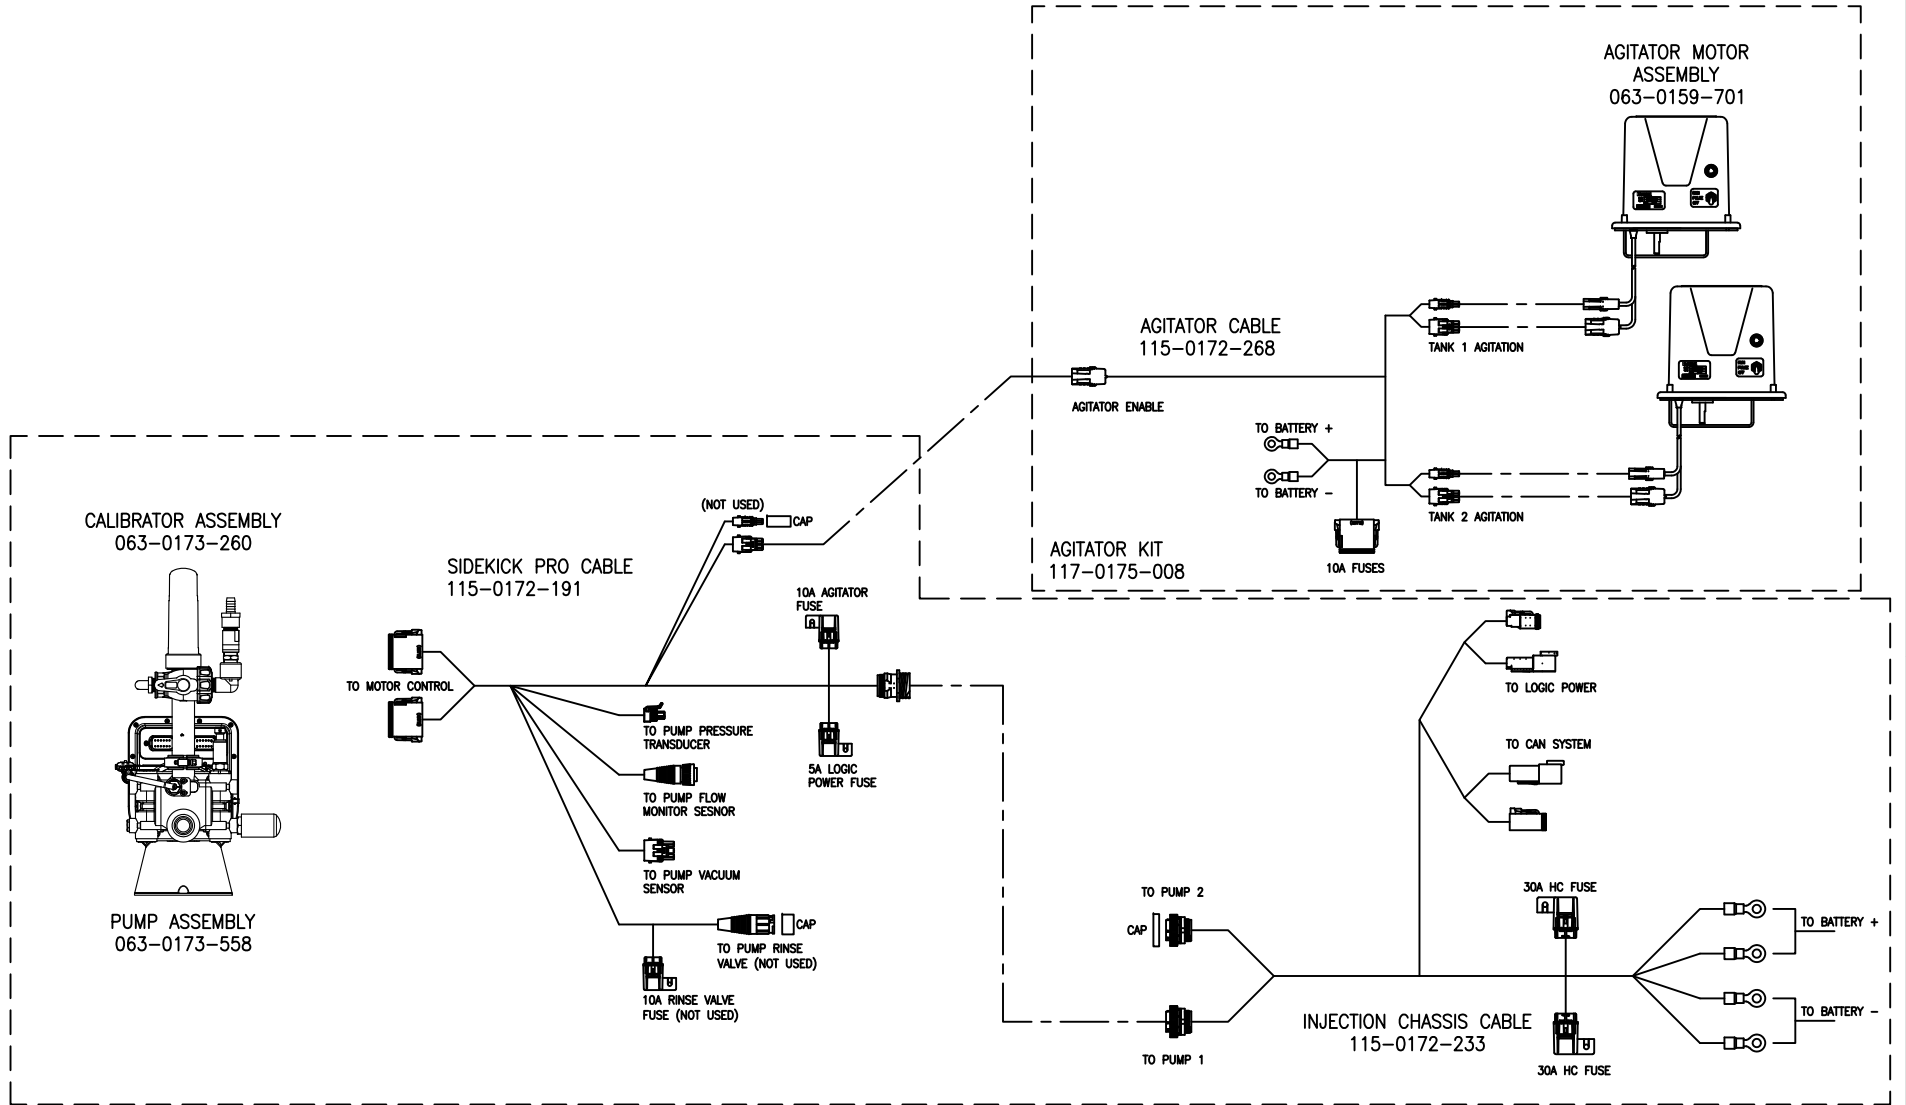 AGITATOR MOTOR
ASSEMBLY
063-0159-701
AGITATOR CABLE
115-0172-268
TANK 1 AGITATION
AGITATOR ENABLE
TO BATTERY +
TO BATTERY -
TANK 2 AGITATION
10A FUSES
AGITATOR KIT
117-0175-008
CALIBRATOR ASSEMBLY
063-0173-260
(NOT USED)
CAP
SIDEKICK PRO CABLE
115-0172-191
10A AGITATOR
FUSE
TO MOTOR CONTROL
TO PUMP PRESSURE
TRANSDUCER
5A LOGIC
POWER FUSE
TO PUMP FLOW
MONITOR SESNOR
TO PUMP VACUUM
SENSOR
CAP
TO PUMP RINSE
VALVE (NOT USED)
10A RINSE VALVE
FUSE (NOT USED)
PUMP ASSEMBLY
063-0173-558
TO LOGIC POWER
TO CAN SYSTEM
TO PUMP 2
CAP
30A HC FUSE
TO BATTERY +
TO BATTERY -
INJECTION CHASSIS CABLE
115-0172-233
TO PUMP 1
30A HC FUSE